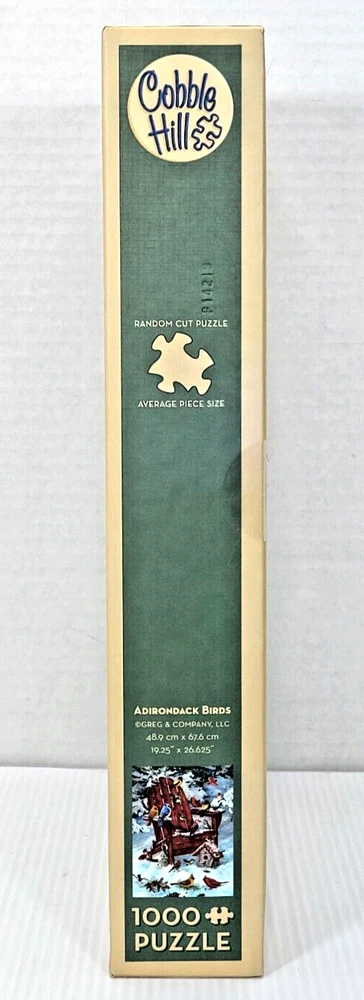 Cobble
Hill
RANDOM CUT PUZZLE
AVERAGE PIECE SIZE
ADIRONDACK BIRDS
©GREG & COMPANY, LLC
48.9 cm x 67.6 cm
19.25" x 26.625"
1000
PUZZLE